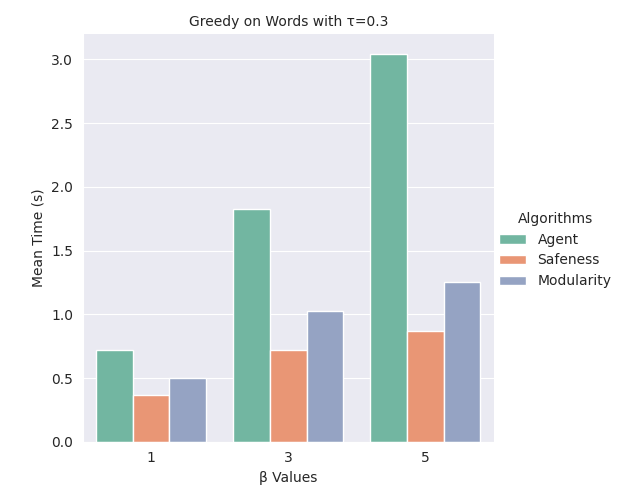 Greedy on Words with τ=0.3
3.0
2.5
2.0
1.5
1.0
0.5
0.0
Mean Time (s)
1 3 5
β Values
Algorithms
Agent
Safeness
Modularity